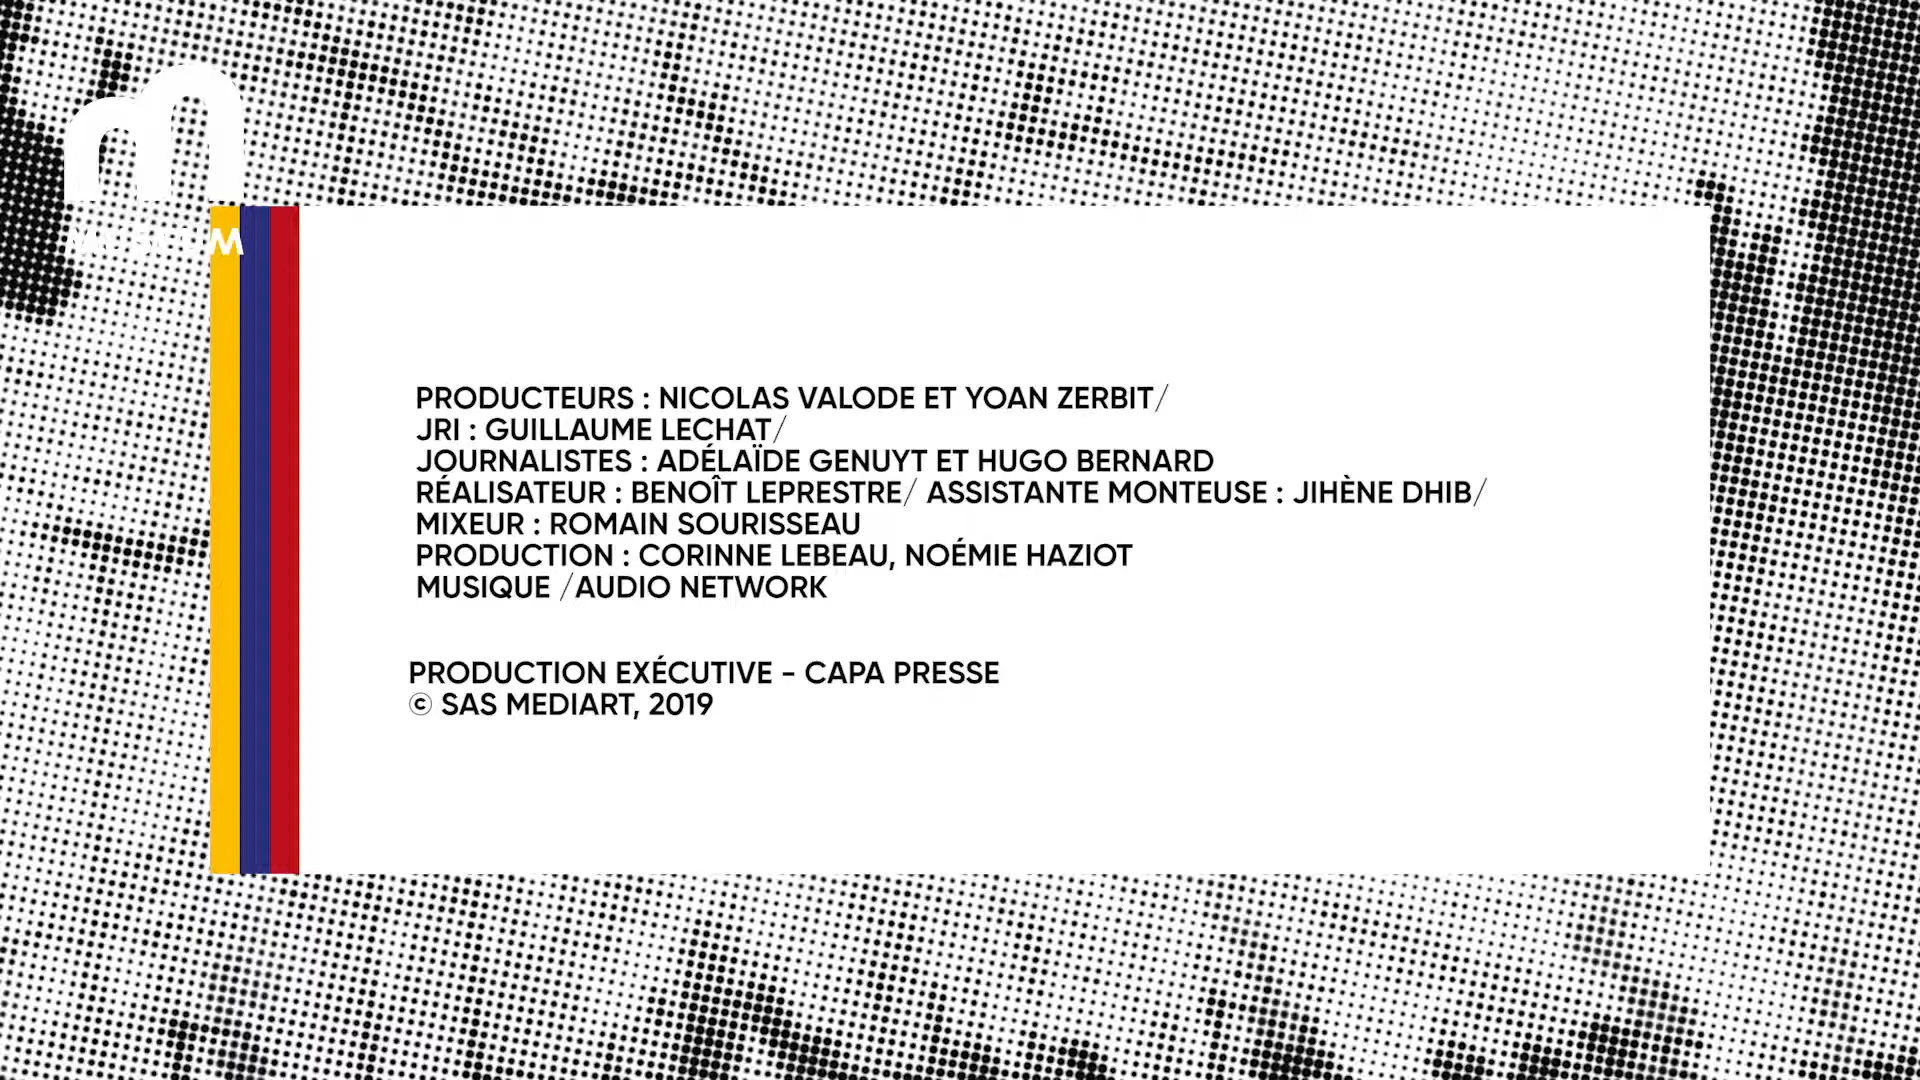 MUSEUM
PRODUCTEURS : NICOLAS VALODE ET YOAN ZERBIT/
JRI : GUILLAUME LECHAT/
JOURNALISTES : ADÉLAÏDE GENUYT ET HUGO BERNARD
RÉALISATEUR : BENOÎT LEPRESTRE/ ASSISTANTE MONTEUSE : JIHÈNE DHIB/
MIXEUR : ROMAIN SOURISSEAU
PRODUCTION : CORINNE LEBEAU, NOÉMIE HAZIOT
MUSIQUE /AUDIO NETWORK
PRODUCTION EXÉCUTIVE - CAPA PRESSE
© SAS MEDIART, 2019